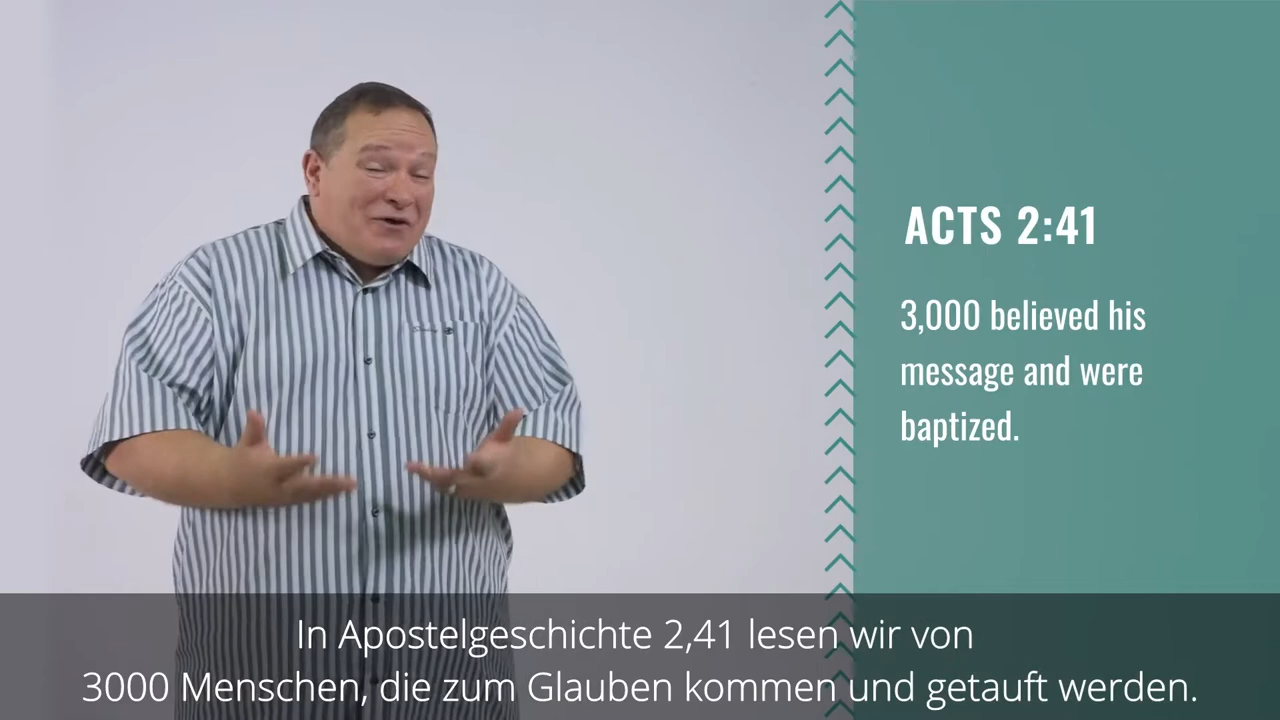 ACTS 2:41
3,000 believed his
message and were
baptized.
In Apostelgeschichte 2,41 lesen wir von
3000 Menschen, die zum Glauben kommen und getauft werden.